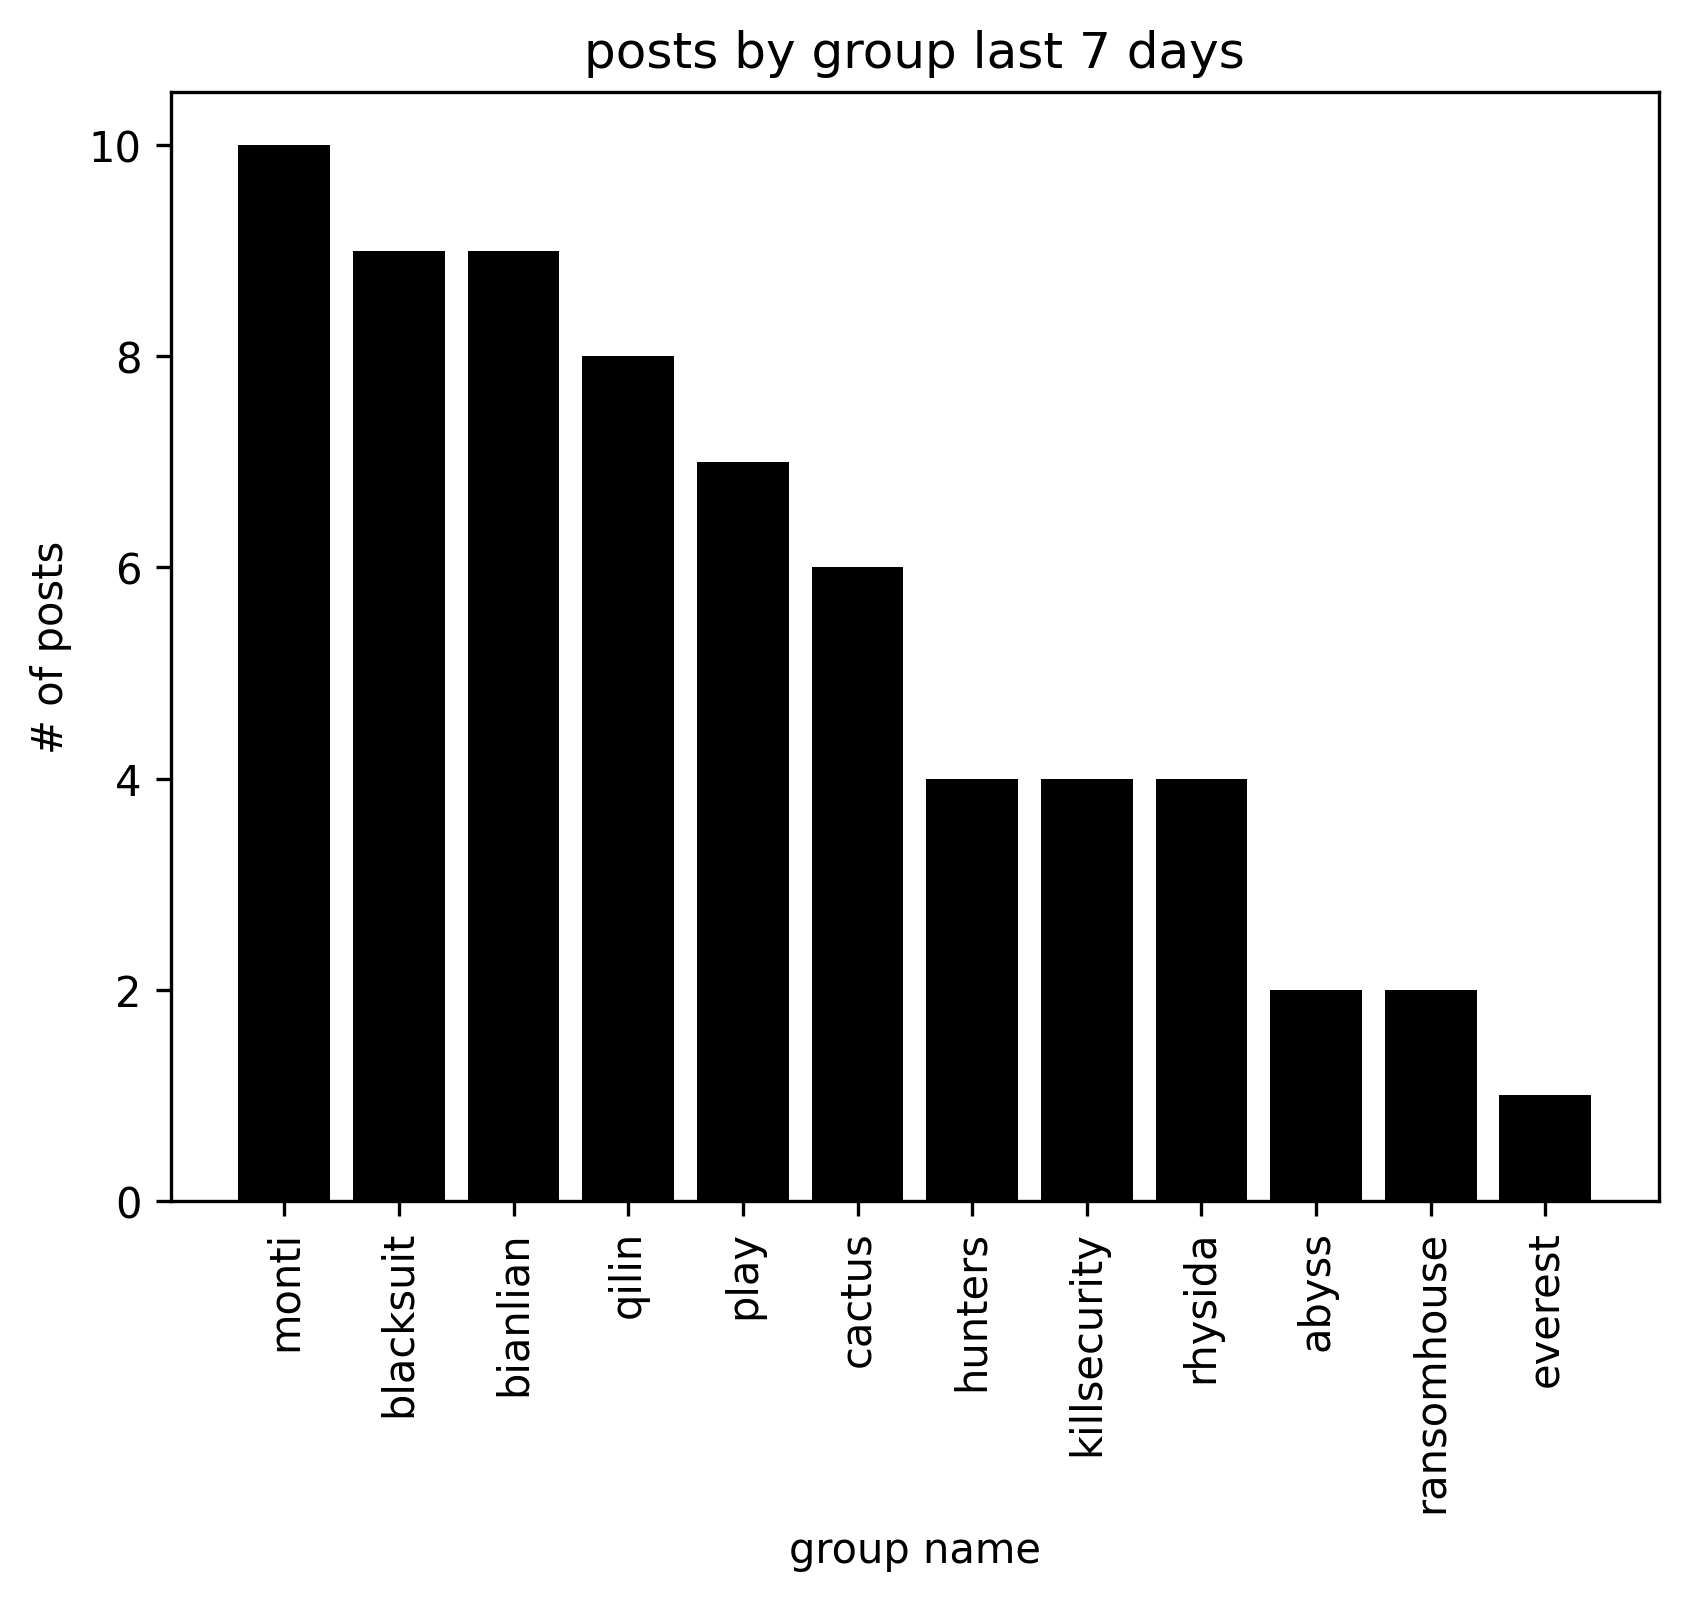 posts by group last 7 days
# of posts
10
8
6
4
2
0
monti
blacksuit
bianlian
qilin
play
cactus
hunters
killsecurity
rhysida
abyss
ransomhouse
everest
group name